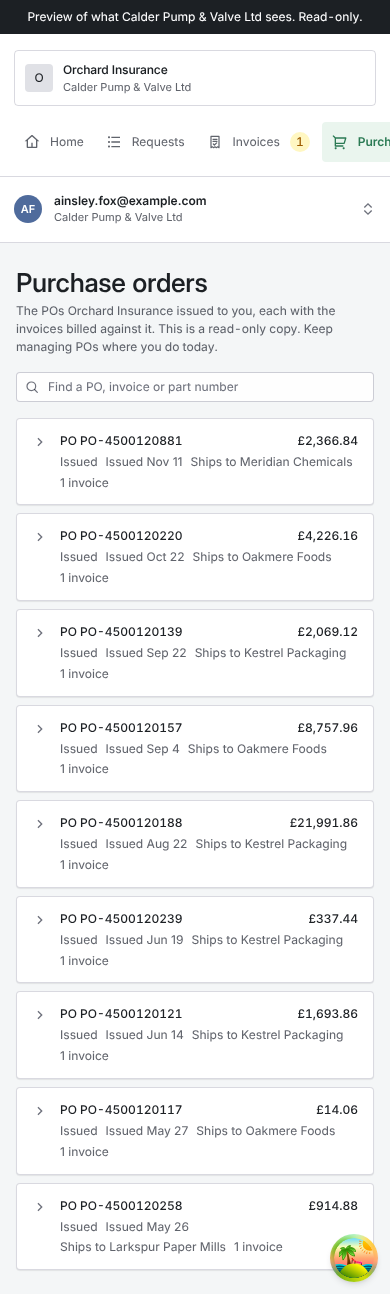 Preview of what Calder Pump & Valve Ltd sees. Read-only.
O
Orchard Insurance
Calder Pump & Valve Ltd
Home Requests Invoices 1 Purch
AF
ainsley.fox@example.com
Calder Pump & Valve Ltd
Purchase orders
The POs Orchard Insurance issued to you, each with the
invoices billed against it. This is a read-only copy. Keep
managing POs where you do today.
Find a PO, invoice or part number
PO PO-4500120881 £2,366.84
Issued Issued Nov 11 Ships to Meridian Chemicals
1 invoice
PO PO-4500120220 £4,226.16
Issued Issued Oct 22 Ships to Oakmere Foods
1 invoice
PO PO-4500120139 £2,069.12
Issued Issued Sep 22 Ships to Kestrel Packaging
1 invoice
PO PO-4500120157 £8,757.96
Issued Issued Sep 4 Ships to Oakmere Foods
1 invoice
PO PO-4500120188 £21,991.86
Issued Issued Aug 22 Ships to Kestrel Packaging
1 invoice
PO PO-4500120239 £337.44
Issued Issued Jun 19 Ships to Kestrel Packaging
1 invoice
PO PO-4500120121 £1,693.86
Issued Issued Jun 14 Ships to Kestrel Packaging
1 invoice
PO PO-4500120117 £14.06
Issued Issued May 27 Ships to Oakmere Foods
1 invoice
PO PO-4500120258 £914.88
Issued Issued May 26
Ships to Larkspur Paper Mills 1 invoice